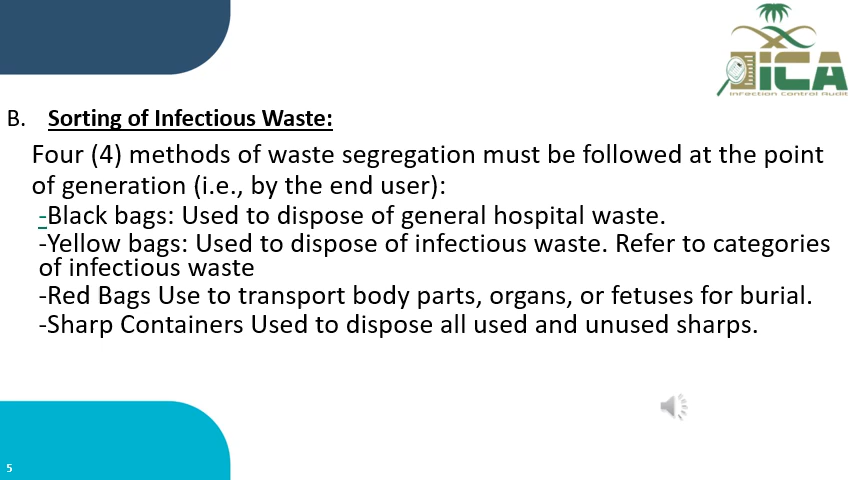 iCA
Infection Control Audit
B. Sorting of Infectious Waste:
Four (4) methods of waste segregation must be followed at the point
of generation (i.e., by the end user):
-Black bags: Used to dispose of general hospital waste.
-Yellow bags: Used to dispose of infectious waste. Refer to categories
of infectious waste
-Red Bags Use to transport body parts, organs, or fetuses for burial.
-Sharp Containers Used to dispose all used and unused sharps.
5